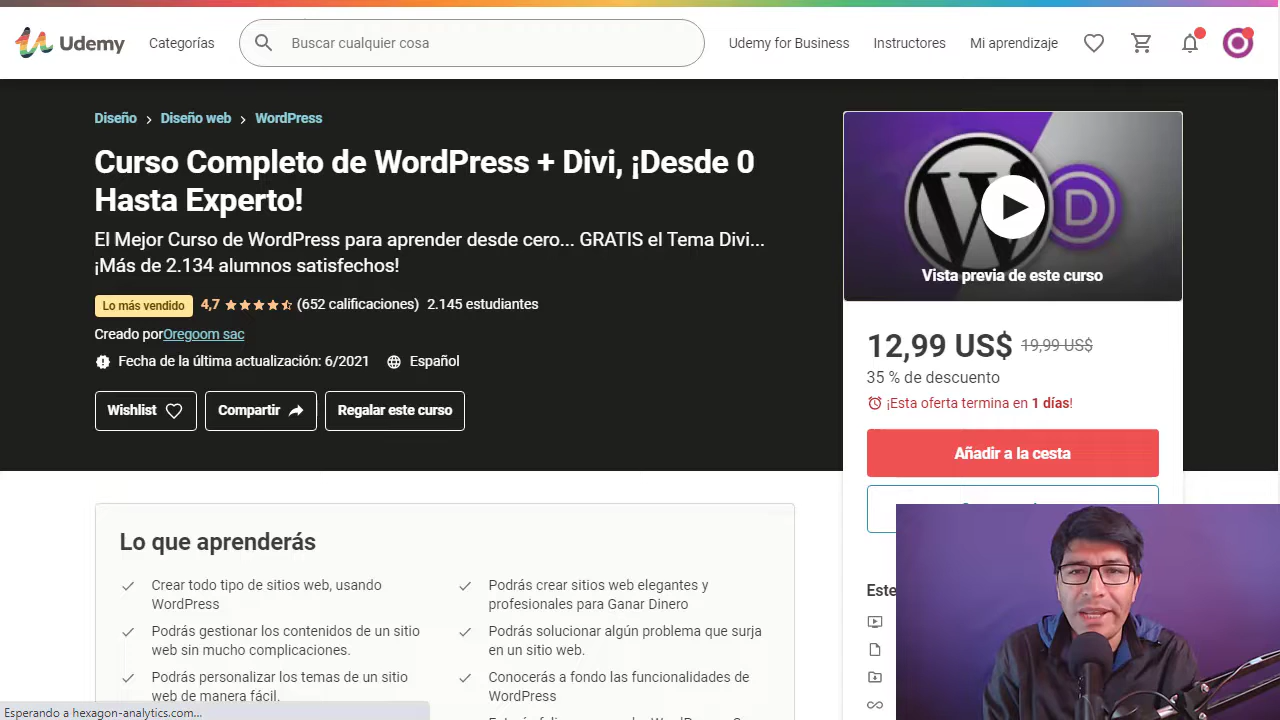 Udemy
Categorías
Buscar cualquier cosa
Udemy for Business
Instructores
Mi aprendizaje
Diseño
Diseño web
WordPress
Curso Completo de WordPress + Divi, ¡Desde 0
Hasta Experto!
El Mejor Curso de WordPress para aprender desde cero... GRATIS el Tema Divi...
¡Más de 2.134 alumnos satisfechos!
Lo más vendido
4,7
(652 calificaciones)
2.145 estudiantes
Creado porOregoom sac
Fecha de la última actualización: 6/2021
Español
Wishlist
Compartir
Regalar este curso
D
Vista previa de este curso
12,99 US$ 19,99 US$
35 % de descuento
¡Esta oferta termina en 1 días!
Añadir a la cesta
Este
Lo que aprenderás
Crear todo tipo de sitios web, usando
WordPress
Podrás gestionar los contenidos de un sitio
web sin mucho complicaciones.
Podrás personalizar los temas de un sitio
web de manera fácil.
Podrás crear sitios web elegantes y
profesionales para Ganar Dinero
Podrás solucionar algún problema que surja
en un sitio web.
Conocerás a fondo las funcionalidades de
WordPress
Esperando a hexagon-analytics.com...